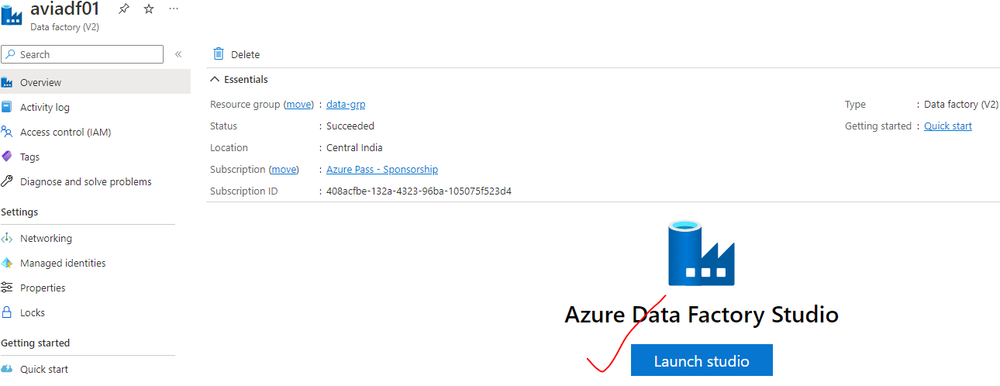 aviadf01
Data factory (V2)
Search
Overview
Activity log
Access control (IAM)
Tags
Diagnose and solve problems
Settings
Networking
Managed identities
Properties
Locks
Getting started
Quick start
Delete
Essentials
Resource group (move) : data-grp
Status : Succeeded
Location : Central India
Subscription (move) : Azure Pass - Sponsorship
Subscription ID : 408acfbe-132a-4323-96ba-105075f523d4
Type : Data factory (V2)
Getting started : Quick start
Azure Data Factory Studio
Launch studio